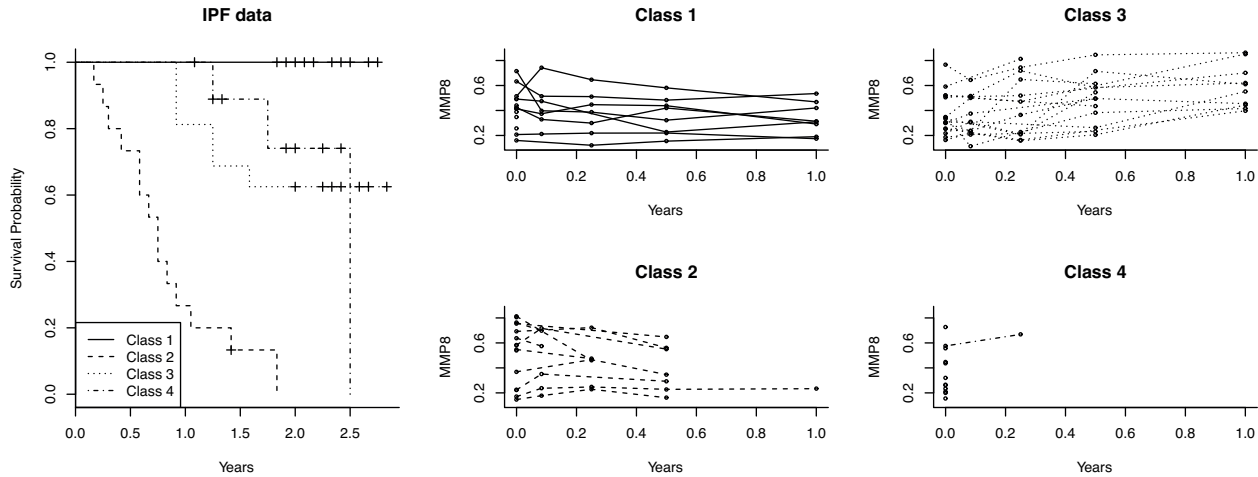 IPF data
Survival Probability
0.0 0.2 0.4 0.6 0.8 1.0
Class 1
Class 2
Class 3
Class 4
0.0 0.5 1.0 1.5 2.0 2.5
Years
Class 1
MMP8
0.2 0.6
0.0 0.2 0.4 0.6 0.8 1.0
Years
Class 3
MMP8
0.2 0.6
0.0 0.2 0.4 0.6 0.8 1.0
Years
Class 2
MMP8
0.2 0.6
0.0 0.2 0.4 0.6 0.8 1.0
Years
Class 4
MMP8
0.2 0.6
0.0 0.2 0.4 0.6 0.8 1.0
Years